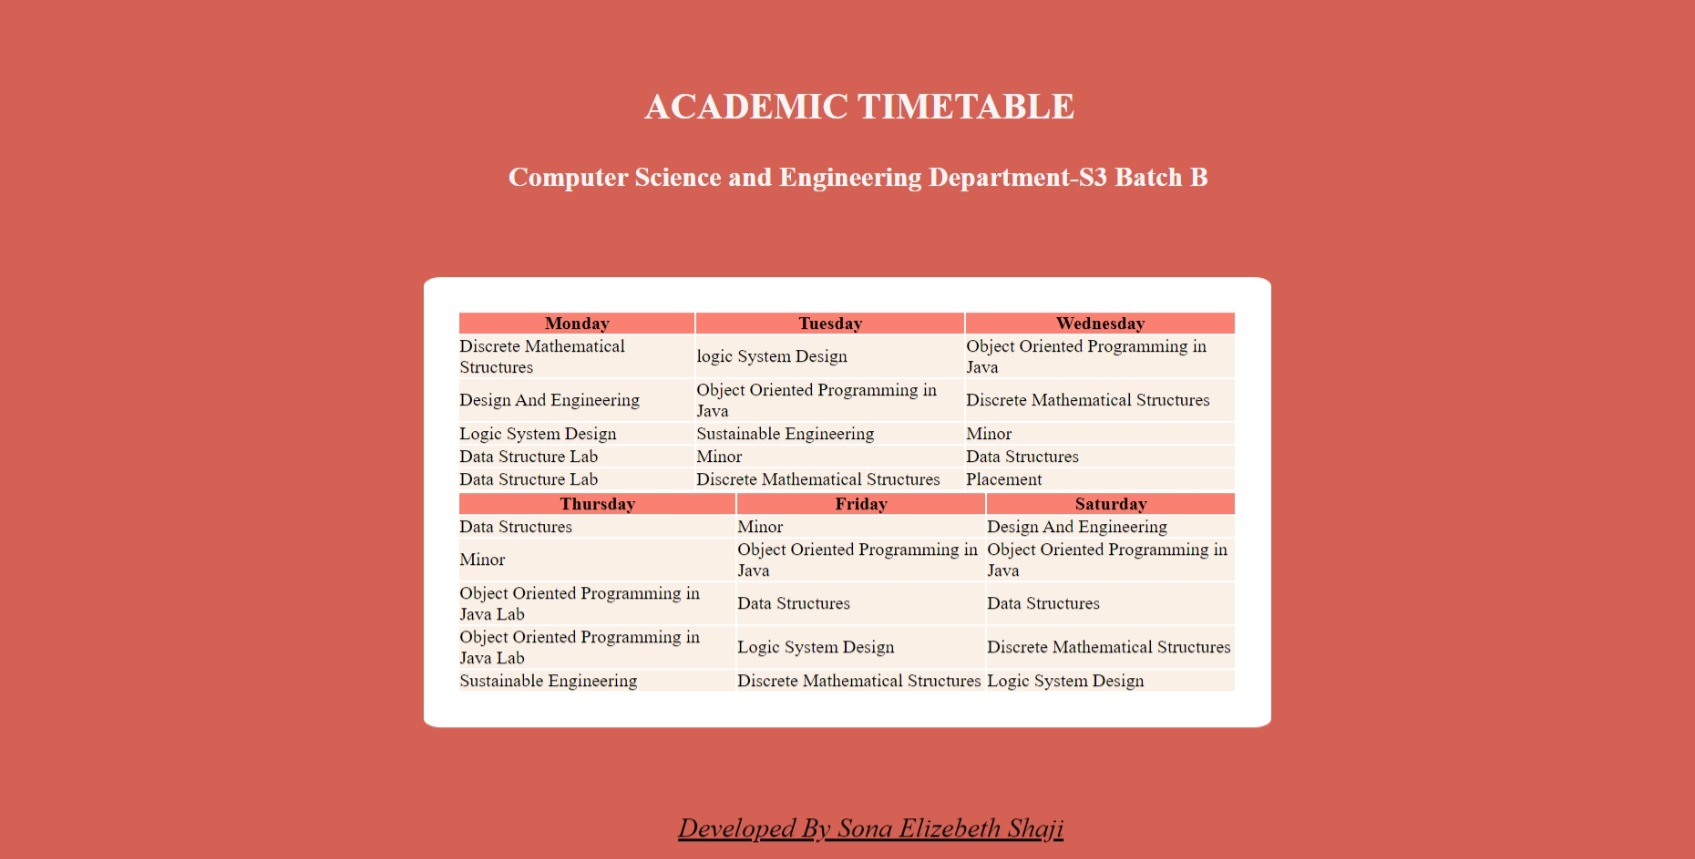 ACADEMIC TIMETABLE
Computer Science and Engineering Department-S3 Batch B
Monday Tuesday Wednesday
Discrete Mathematical Structures logic System Design Object Oriented Programming in Java
Design And Engineering Object Oriented Programming in Java Discrete Mathematical Structures
Logic System Design Sustainable Engineering Minor
Data Structure Lab Minor Data Structures
Data Structure Lab Discrete Mathematical Structures Placement
Thursday Friday Saturday
Data Structures Minor Design And Engineering
Minor Object Oriented Programming in Java Object Oriented Programming in Java
Object Oriented Programming in Java Lab Data Structures Data Structures
Object Oriented Programming in Java Lab Logic System Design Discrete Mathematical Structures
Sustainable Engineering Discrete Mathematical Structures Logic System Design
Developed By Sona Elizebeth Shaji